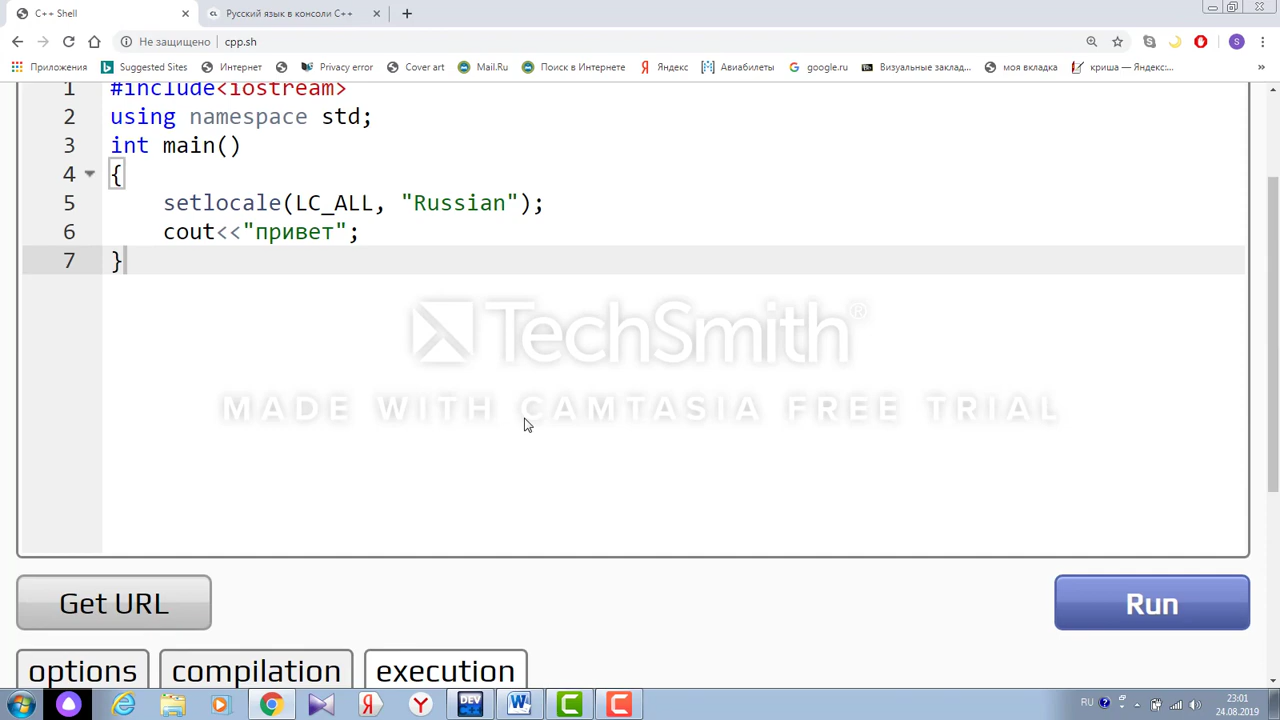 C++ Shell
Русский язык в консоли C++
Не защищено
cpp.sh
Приложения
Suggested Sites
Интернет
Privacy error
Cover art
Mail.Ru
Поиск в Интернете
Яндекс
Авиабилеты
google.ru
Визуальные заклад...
моя вкладка
криша — Яндекс:...
1 #include<iostream>
2 using namespace std;
3 int main()
4 {
5 setlocale(LC_ALL, "Russian");
6 cout<<"привет";
7 }
TechSmith®
MADE WITH CAMTASIA FREE TRIAL
Get URL
Run
options
compilation
execution
RU
23:01
24.08.2019